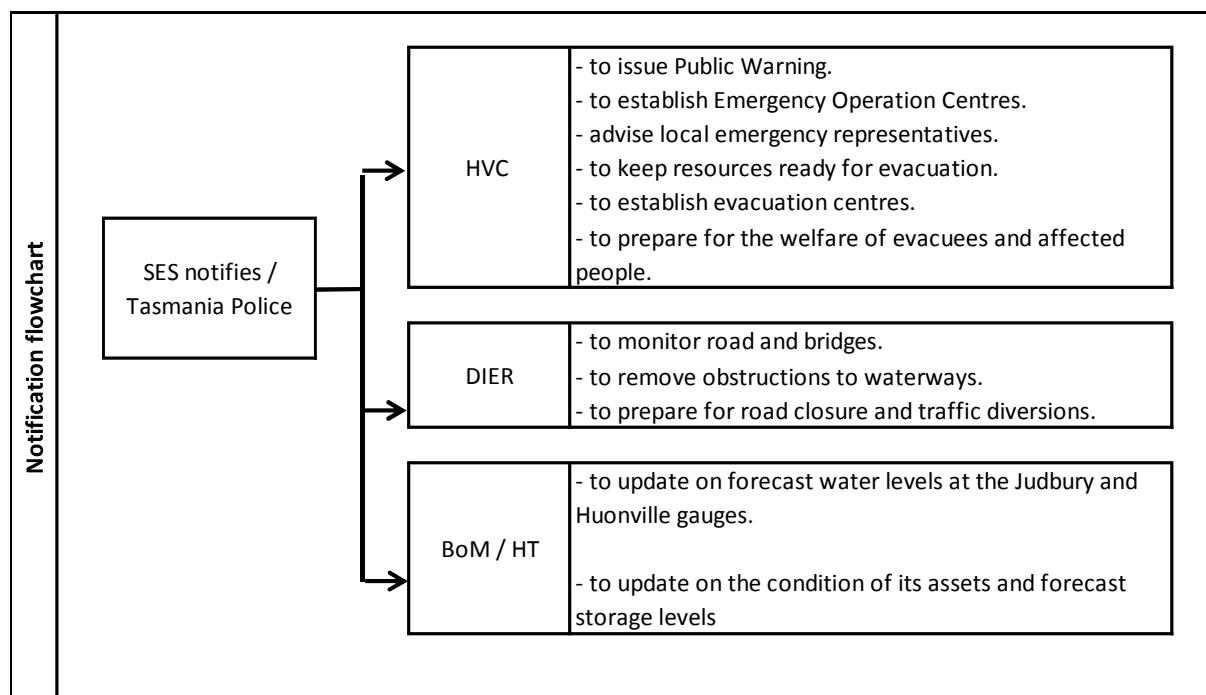 Notification flowchart
SES notifies /
Tasmania Police
HVC
- to issue Public Warning.
- to establish Emergency Operation Centres.
- advise local emergency representatives.
- to keep resources ready for evacuation.
- to establish evacuation centres.
- to prepare for the welfare of evacuees and affected
people.
DIER
- to monitor road and bridges.
- to remove obstructions to waterways.
- to prepare for road closure and traffic diversions.
BoM / HT
- to update on forecast water levels at the Judbury and
Huonville gauges.
- to update on the condition of its assets and forecast
storage levels